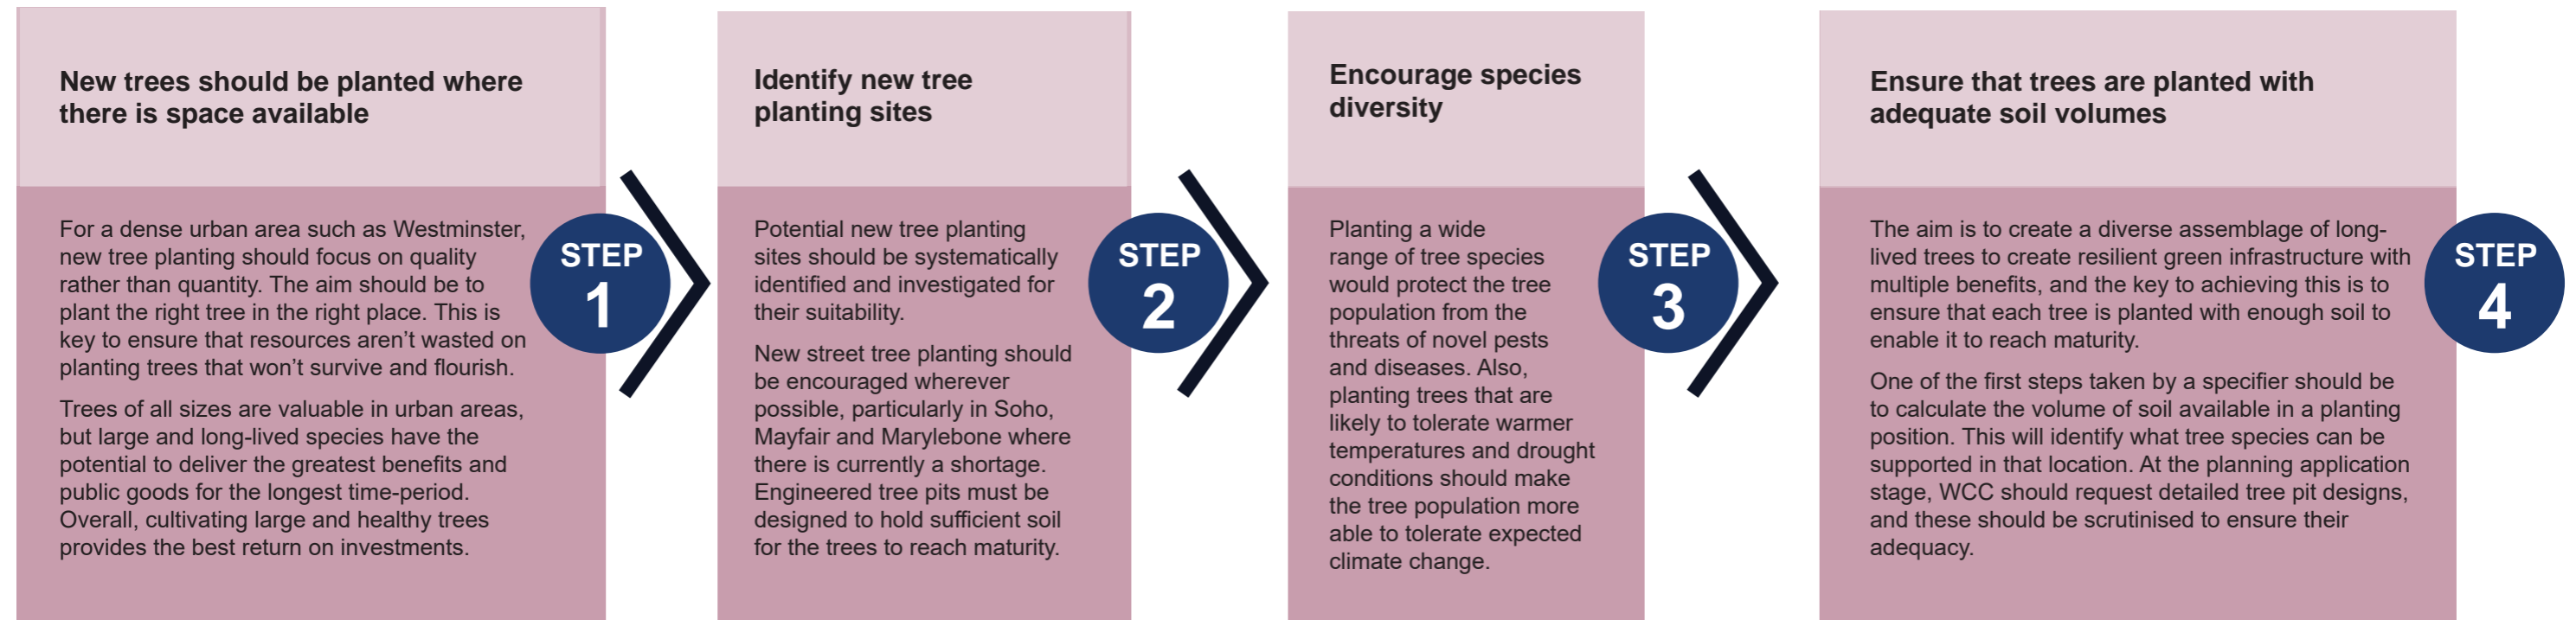 New trees should be planted where
there is space available
For a dense urban area such as Westminster,
new tree planting should focus on quality
rather than quantity. The aim should be to
plant the right tree in the right place. This is
key to ensure that resources aren’t wasted on
planting trees that won’t survive and flourish.
Trees of all sizes are valuable in urban areas,
but large and long-lived species have the
potential to deliver the greatest benefits and
public goods for the longest time-period.
Overall, cultivating large and healthy trees
provides the best return on investments.
STEP
1
Identify new tree
planting sites
Potential new tree planting
sites should be systematically
identified and investigated for
their suitability.
New street tree planting should
be encouraged wherever
possible, particularly in Soho,
Mayfair and Marylebone where
there is currently a shortage.
Engineered tree pits must be
designed to hold sufficient soil
for the trees to reach maturity.
STEP
2
Encourage species
diversity
Planting a wide
range of tree species
would protect the tree
population from the
threats of novel pests
and diseases. Also,
planting trees that are
likely to tolerate warmer
temperatures and drought
conditions should make
the tree population more
able to tolerate expected
climate change.
STEP
3
Ensure that trees are planted with
adequate soil volumes
The aim is to create a diverse assemblage of long-
lived trees to create resilient green infrastructure with
multiple benefits, and the key to achieving this is to
ensure that each tree is planted with enough soil to
enable it to reach maturity.
One of the first steps taken by a specifier should be
to calculate the volume of soil available in a planting
position. This will identify what tree species can be
supported in that location. At the planning application
stage, WCC should request detailed tree pit designs,
and these should be scrutinised to ensure their
adequacy.
STEP
4